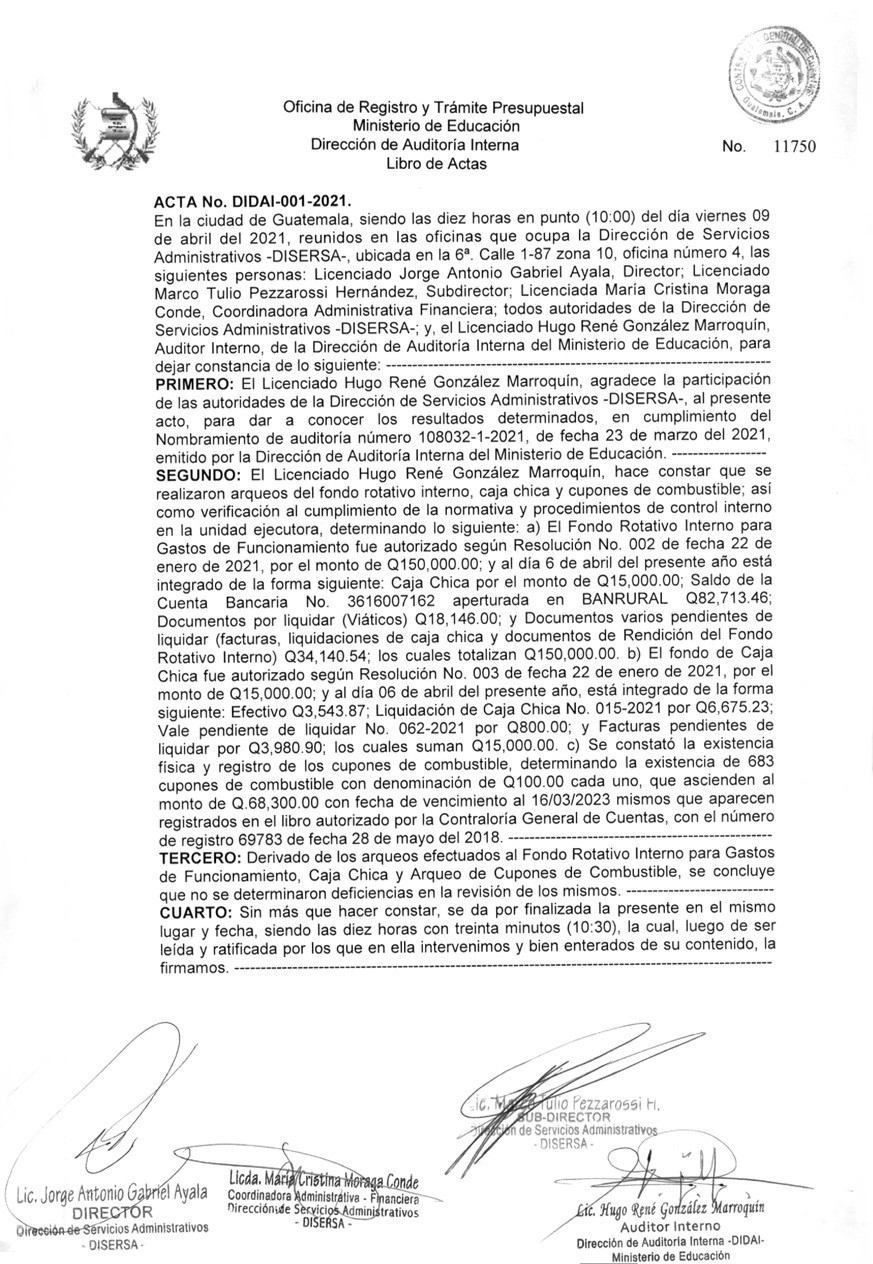 CONTRALORIA GENERAL DE CUENTAS
Guatemala, C. A.
Oficina de Registro y Trámite Presupuestal
Ministerio de Educación
Dirección de Auditoría Interna
Libro de Actas
No. 11750
ACTA No. DIDAI-001-2021.
En la ciudad de Guatemala, siendo las diez horas en punto (10:00) del día viernes 09
de abril del 2021, reunidos en las oficinas que ocupa la Dirección de Servicios
Administrativos -DISERSA-, ubicada en la 6ª. Calle 1-87 zona 10, oficina número 4, las
siguientes personas: Licenciado Jorge Antonio Gabriel Ayala, Director; Licenciado
Marco Tulio Pezzarossi Hernández, Subdirector; Licenciada María Cristina Moraga
Conde, Coordinadora Administrativa Financiera; todos autoridades de la Dirección de
Servicios Administrativos -DISERSA-; y, el Licenciado Hugo René González Marroquín,
Auditor Interno, de la Dirección de Auditoría Interna del Ministerio de Educación, para
dejar constancia de lo siguiente: ------------------------------------------------------------------
PRIMERO: El Licenciado Hugo René González Marroquín, agradece la participación
de las autoridades de la Dirección de Servicios Administrativos -DISERSA-, al presente
acto, para dar a conocer los resultados determinados, en cumplimiento del
Nombramiento de auditoría número 108032-1-2021, de fecha 23 de marzo del 2021,
emitido por la Dirección de Auditoría Interna del Ministerio de Educación. -----------------
SEGUNDO: El Licenciado Hugo René González Marroquín, hace constar que se
realizaron arqueos del fondo rotativo interno, caja chica y cupones de combustible; así
como verificación al cumplimiento de la normativa y procedimientos de control interno
en la unidad ejecutora, determinando lo siguiente: a) El Fondo Rotativo Interno para
Gastos de Funcionamiento fue autorizado según Resolución No. 002 de fecha 22 de
enero de 2021, por el monto de Q150,000.00; y al día 6 de abril del presente año está
integrado de la forma siguiente: Caja Chica por el monto de Q15,000.00; Saldo de la
Cuenta Bancaria No. 3616007162 aperturada en BANRURAL Q82,713.46;
Documentos por liquidar (Viáticos) Q18,146.00; y Documentos varios pendientes de
liquidar (facturas, liquidaciones de caja chica y documentos de Rendición del Fondo
Rotativo Interno) Q34,140.54; los cuales totalizan Q150,000.00. b) El fondo de Caja
Chica fue autorizado según Resolución No. 003 de fecha 22 de enero de 2021, por el
monto de Q15,000.00; y al día 06 de abril del presente año, está integrado de la forma
siguiente: Efectivo Q3,543.87; Liquidación de Caja Chica No. 015-2021 por Q6,675.23;
Vale pendiente de liquidar No. 062-2021 por Q800.00; y Facturas pendientes de
liquidar por Q3,980.90; los cuales suman Q15,000.00. c) Se constató la existencia
física y registro de los cupones de combustible, determinando la existencia de 683
cupones de combustible con denominación de Q100.00 cada uno, que ascienden al
monto de Q.68,300.00 con fecha de vencimiento al 16/03/2023 mismos que aparecen
registrados en el libro autorizado por la Contraloría General de Cuentas, con el número
de registro 69783 de fecha 28 de mayo del 2018. ----------------------------------------------
TERCERO: Derivado de los arqueos efectuados al Fondo Rotativo Interno para Gastos
de Funcionamiento, Caja Chica y Arqueo de Cupones de Combustible, se concluye
que no se determinaron deficiencias en la revisión de los mismos. --------------------------
CUARTO: Sin más que hacer constar, se da por finalizada la presente en el mismo
lugar y fecha, siendo las diez horas con treinta minutos (10:30), la cual, luego de ser
leída y ratificada por los que en ella intervenimos y bien enterados de su contenido, la
firmamos. ------------------------------------------------------------------------------------------
Lic. Marco Tulio Pezzarossi H.
SUB-DIRECTOR
Dirección de Servicios Administrativos
- DISERSA -
Lic. Jorge Antonio Gabriel Ayala
DIRECTOR
Dirección de Servicios Administrativos
- DISERSA -
Licda. María Cristina Moraga Conde
Coordinadora Administrativa - Financiera
Dirección de Servicios Administrativos
- DISERSA -
Lic. Hugo René González Marroquín
Auditor Interno
Dirección de Auditoría Interna -DIDAI-
Ministerio de Educación